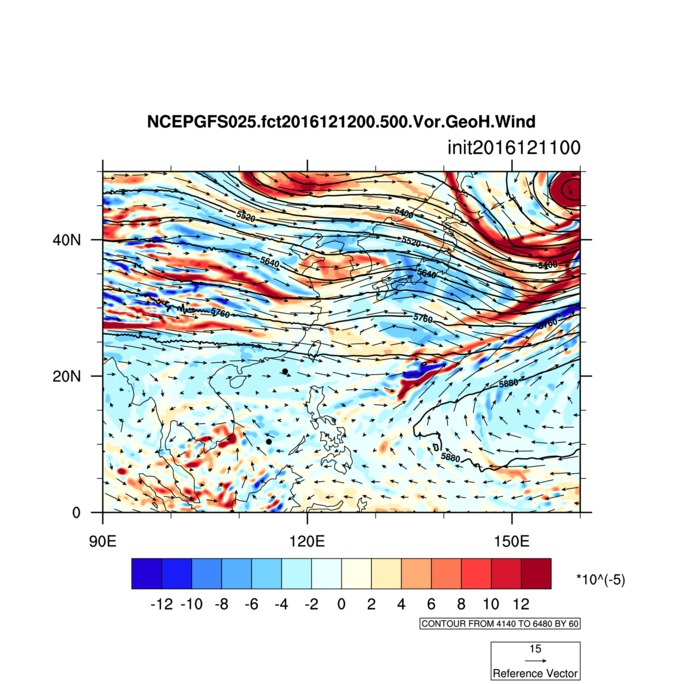 NCEPGFS025.fct2016121200.500.Vor.GeoH.Wind
init2016121100
5520
5400
5520
5640
5640
5400
5760
5760
5760
5880
5880
40N
20N
0
90E 120E 150E
-12 -10 -8 -6 -4 -2 0 2 4 6 8 10 12
*10^(-5)
CONTOUR FROM 4140 TO 6480 BY 60
15
Reference Vector